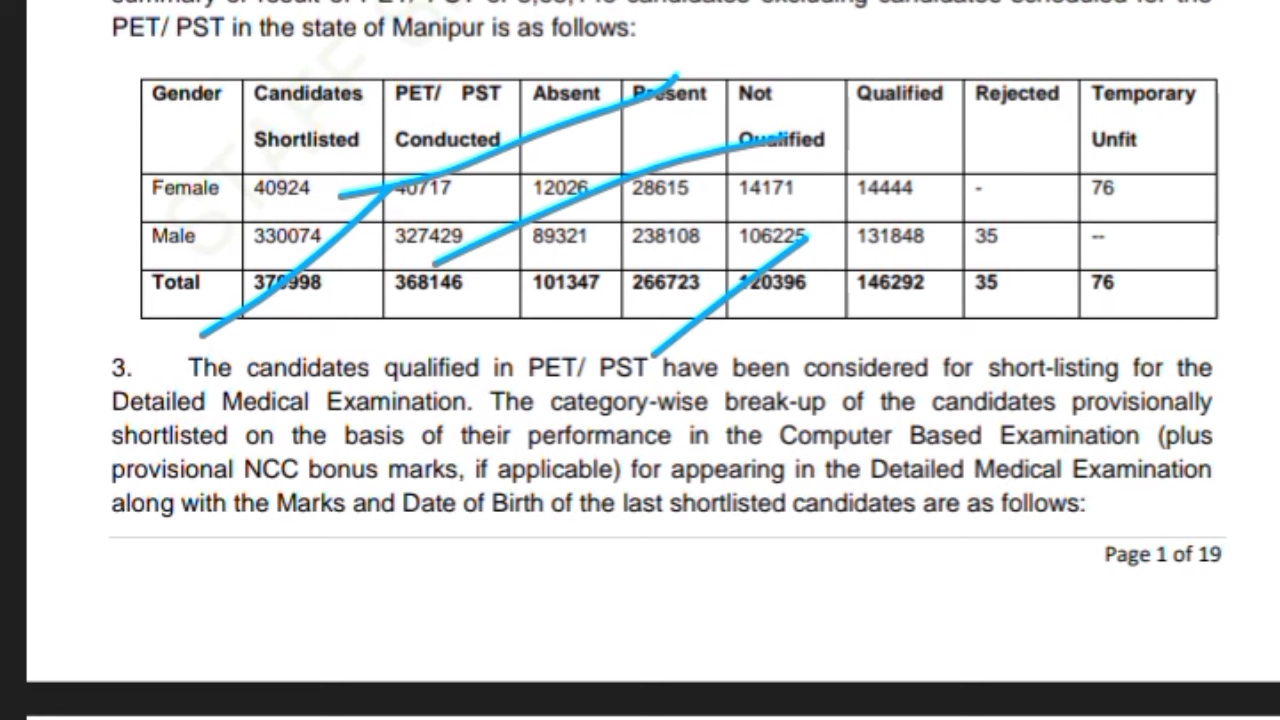 PET/ PST in the state of Manipur is as follows:
Gender Candidates Shortlisted PET/ PST Conducted Absent Present Not Qualified Qualified Rejected Temporary Unfit
Female 40924 40717 12026 28615 14171 14444 - 76
Male 330074 327429 89321 238108 106225 131848 35 --
Total 370998 368146 101347 266723 120396 146292 35 76
3. The candidates qualified in PET/ PST have been considered for short-listing for the
Detailed Medical Examination. The category-wise break-up of the candidates provisionally
shortlisted on the basis of their performance in the Computer Based Examination (plus
provisional NCC bonus marks, if applicable) for appearing in the Detailed Medical Examination
along with the Marks and Date of Birth of the last shortlisted candidates are as follows:
Page 1 of 19